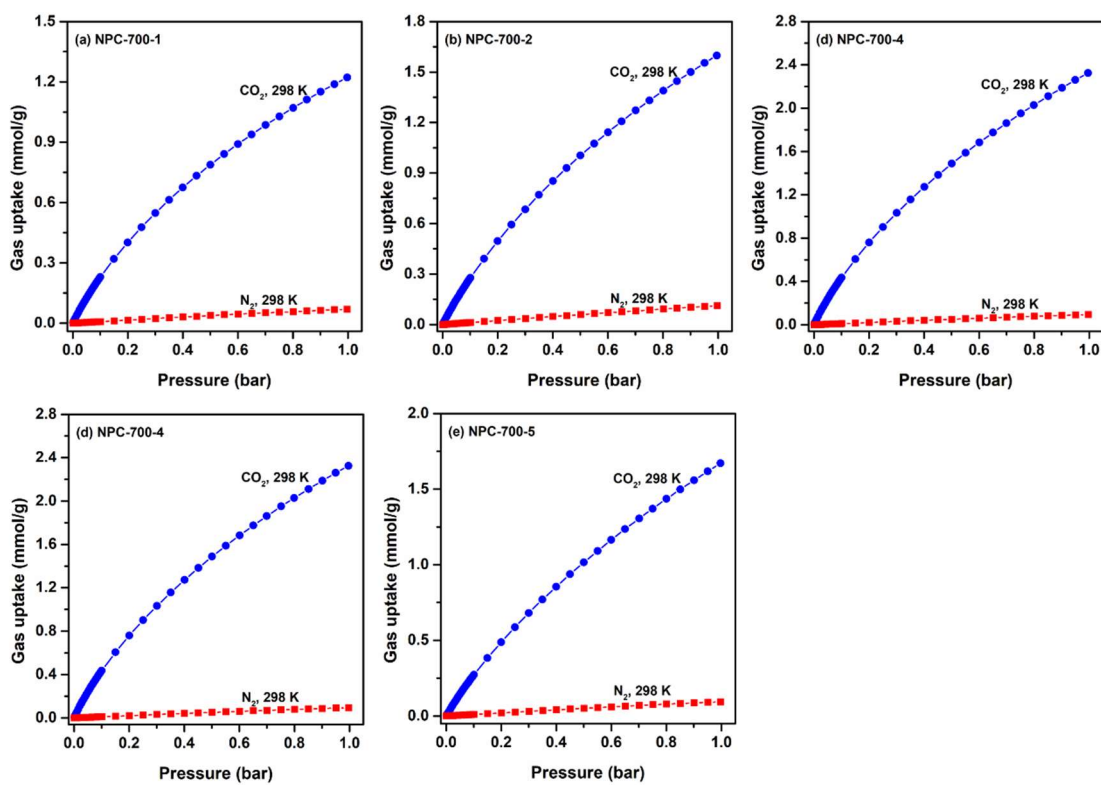 (a) NPC-700-1
CO2, 298 K
N2, 298 K
Gas uptake (mmol/g)
1.5
1.2
0.9
0.6
0.3
0.0
0.0 0.2 0.4 0.6 0.8 1.0
Pressure (bar)
(b) NPC-700-2
CO2, 298 K
N2, 298 K
Gas uptake (mmol/g)
1.8
1.5
1.2
0.9
0.6
0.3
0.0
0.0 0.2 0.4 0.6 0.8 1.0
Pressure (bar)
(d) NPC-700-4
CO2, 298 K
N2, 298 K
Gas uptake (mmol/g)
2.8
2.4
2.0
1.6
1.2
0.8
0.4
0.0
0.0 0.2 0.4 0.6 0.8 1.0
Pressure (bar)
(d) NPC-700-4
CO2, 298 K
N2, 298 K
Gas uptake (mmol/g)
2.8
2.4
2.0
1.6
1.2
0.8
0.4
0.0
0.0 0.2 0.4 0.6 0.8 1.0
Pressure (bar)
(e) NPC-700-5
CO2, 298 K
N2, 298 K
Gas uptake (mmol/g)
2.0
1.5
1.0
0.5
0.0
0.0 0.2 0.4 0.6 0.8 1.0
Pressure (bar)